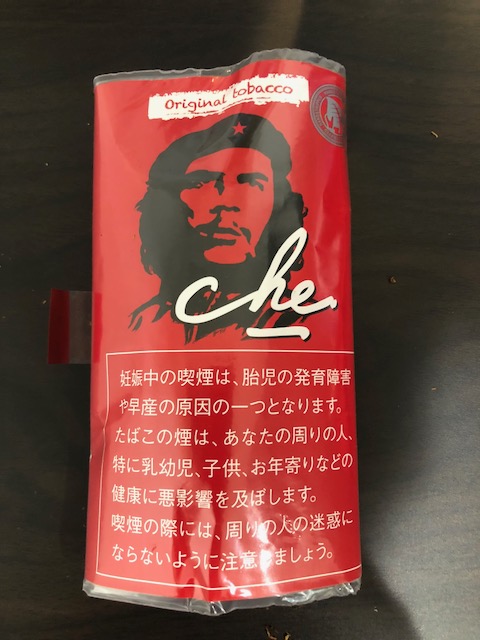 Original tobacco
che.
妊娠中の喫煙は、胎児の発育障害
や早産の原因の一つとなります。
たばこの煙は、あなたの周りの人、
特に乳幼児、子供、お年寄りなどの
健康に悪影響を及ぼします。
喫煙の際には、周りの人の迷惑に
ならないように注意しましょう。